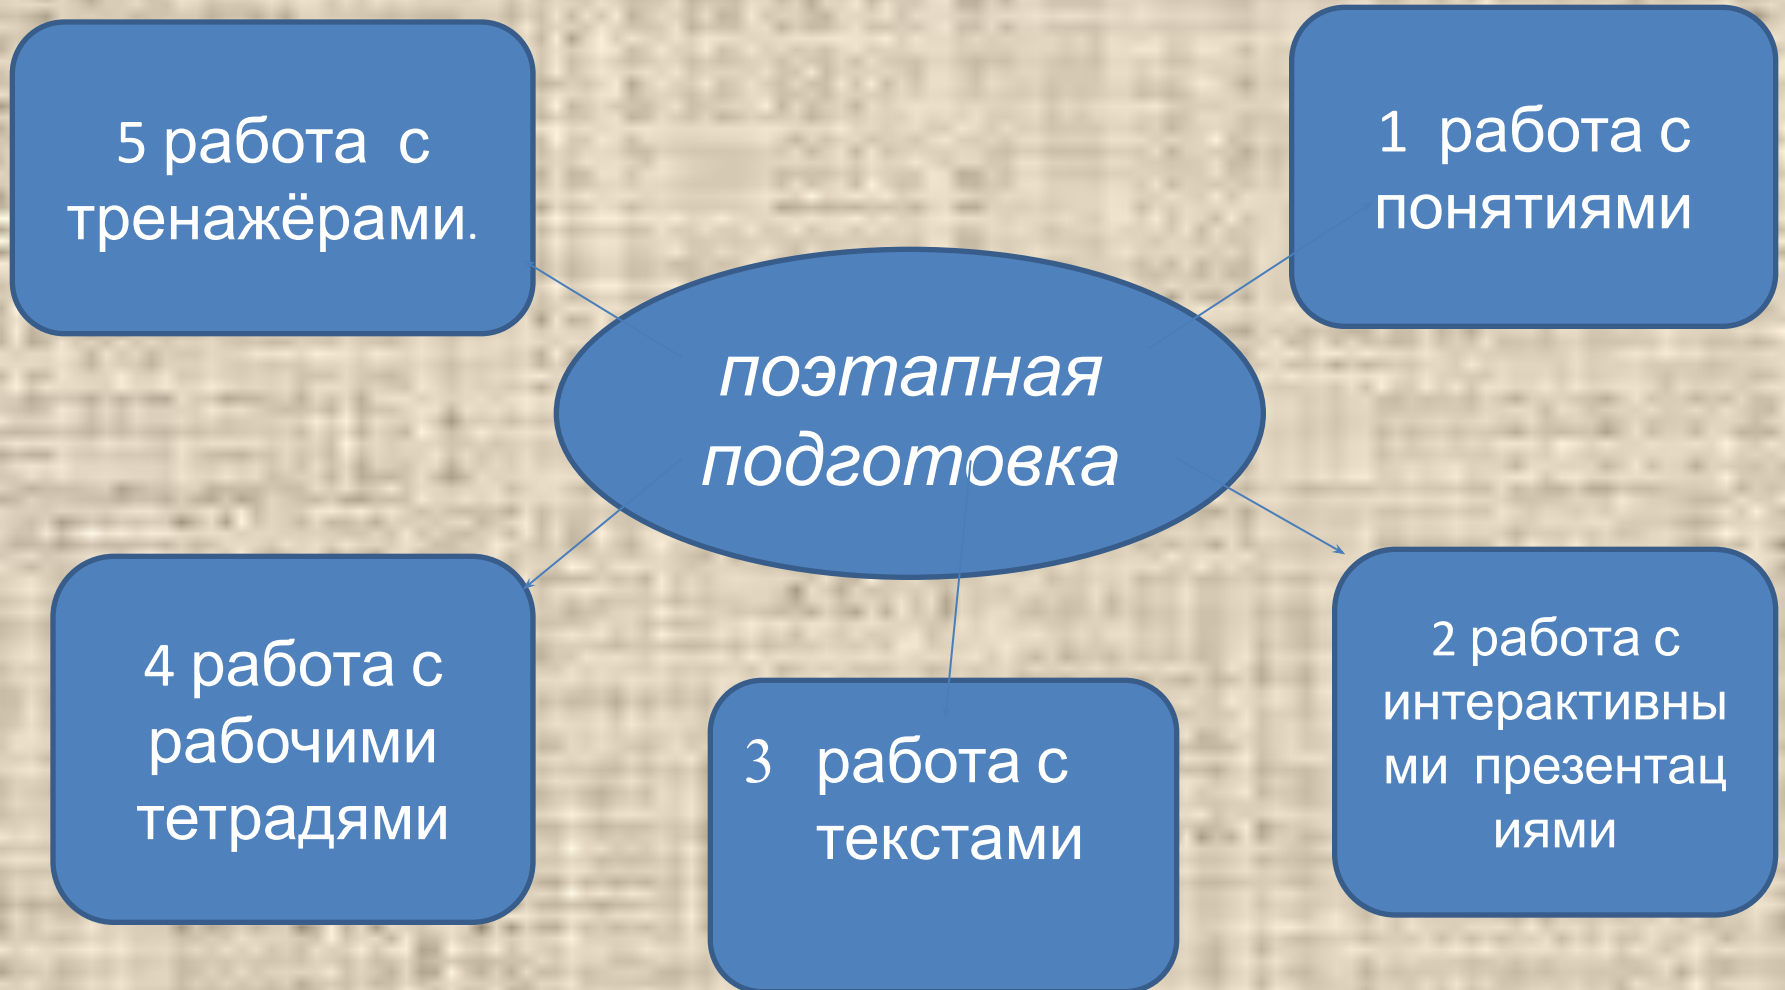 5 работа с
тренажёрами.
1 работа с
понятиями
поэтапная
подготовка
4 работа с
рабочими
тетрадями
3 работа с
текстами
2 работа с
интерактивны
ми презентац
иями